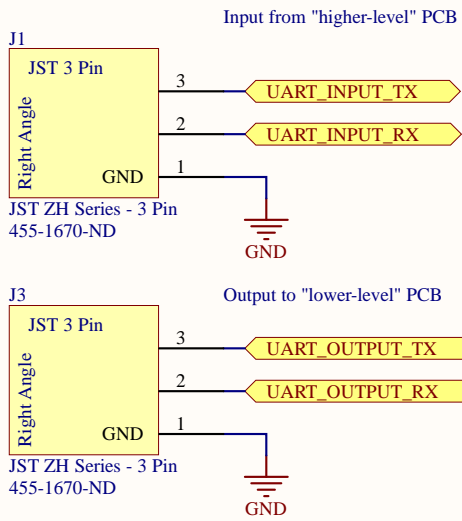 Input from "higher-level" PCB
J1
JST 3 Pin
Right Angle
3
UART_INPUT_TX
2
UART_INPUT_RX
1
GND
JST ZH Series - 3 Pin
455-1670-ND
GND
J3
Output to "lower-level" PCB
JST 3 Pin
Right Angle
3
UART_OUTPUT_TX
2
UART_OUTPUT_RX
1
GND
JST ZH Series - 3 Pin
455-1670-ND
GND